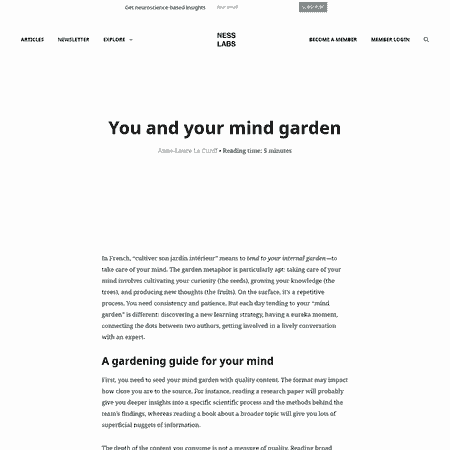 Get neuroscience-based insights
ARTICLES NEWSLETTER EXPLORE NESS LABS BECOME A MEMBER MEMBER LOGIN
You and your mind garden
Anne-Laure Le Cunff • Reading time: 5 minutes
In French, “cultiver son jardin intérieur” means to tend to your internal garden—to
take care of your mind. The garden metaphor is particularly apt: taking care of your
mind involves cultivating your curiosity (the seeds), growing your knowledge (the
trees), and producing new thoughts (the fruits). On the surface, it’s a repetitive
process. You need consistency and patience. But each day tending to your “mind
garden” is different: discovering a new learning strategy, having a eureka moment,
connecting the dots between two authors, getting involved in a lively conversation
with an expert.
A gardening guide for your mind
First, you need to seed your mind garden with quality content. The format may impact
how close you are to the source. For instance, reading a research paper will probably
give you deeper insights into a specific scientific process and the methods behind the
team’s findings, whereas reading a book about a broader topic will give you lots of
superficial nuggets of information.
The depth of the content you consume is not a measure of quality. Reading broad